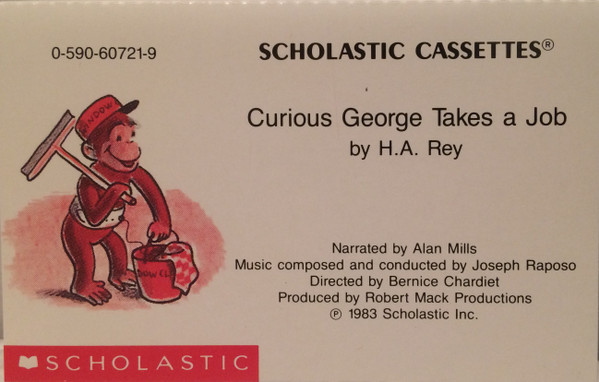 0-590-60721-9
SCHOLASTIC CASSETTES®
Curious George Takes a Job
by H.A. Rey
WINDOW
Narrated by Alan Mills
Music composed and conducted by Joseph Raposo
Directed by Bernice Chardiet
Produced by Robert Mack Productions
℗ 1983 Scholastic Inc.
SCHOLASTIC